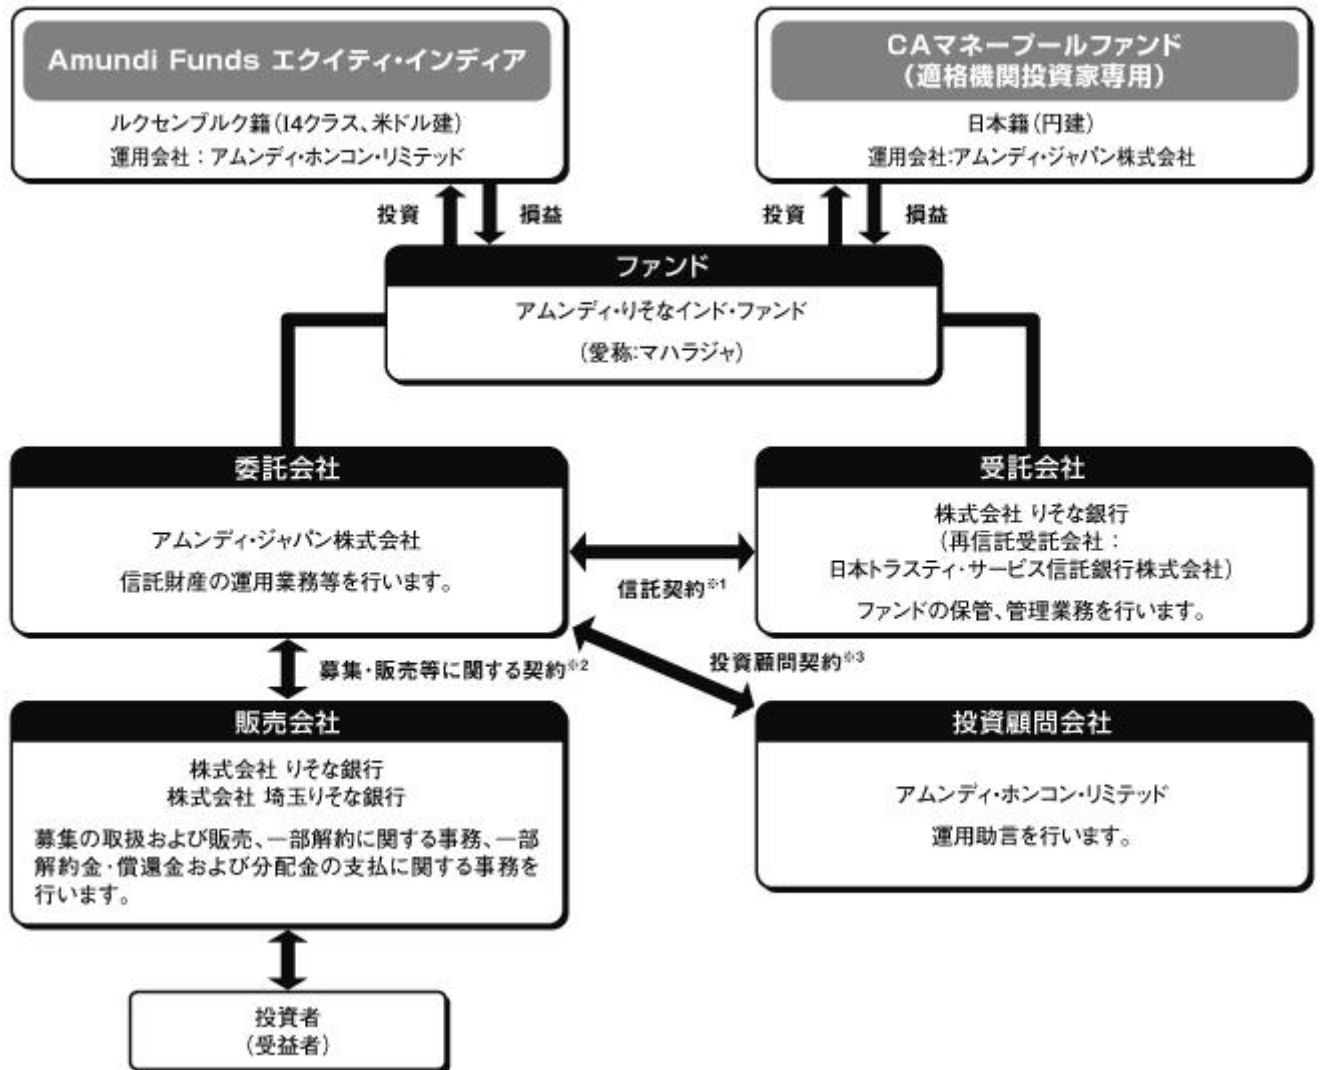 Amundi Funds エクイティ・インディア
ルクセンブルク籍(I4クラス、米ドル建)
運用会社：アムンディ・ホンコン・リミテッド
CAマネープールファンド
(適格機関投資家専用)
日本籍(円建)
運用会社:アムンディ・ジャパン株式会社
投資
損益
投資
損益
ファンド
アムンディ・りそなインド・ファンド
(愛称:マハラジャ)
委託会社
アムンディ・ジャパン株式会社
信託財産の運用業務等を行います。
信託契約※1
受託会社
株式会社 りそな銀行
(再信託受託会社：
日本トラスティ・サービス信託銀行株式会社)
ファンドの保管、管理業務を行います。
募集・販売等に関する契約※2
投資顧問契約※3
販売会社
株式会社 りそな銀行
株式会社 埼玉りそな銀行
募集の取扱および販売、一部解約に関する事務、一部
解約金・償還金および分配金の支払に関する事務を
行います。
投資顧問会社
アムンディ・ホンコン・リミテッド
運用助言を行います。
投資者
(受益者)